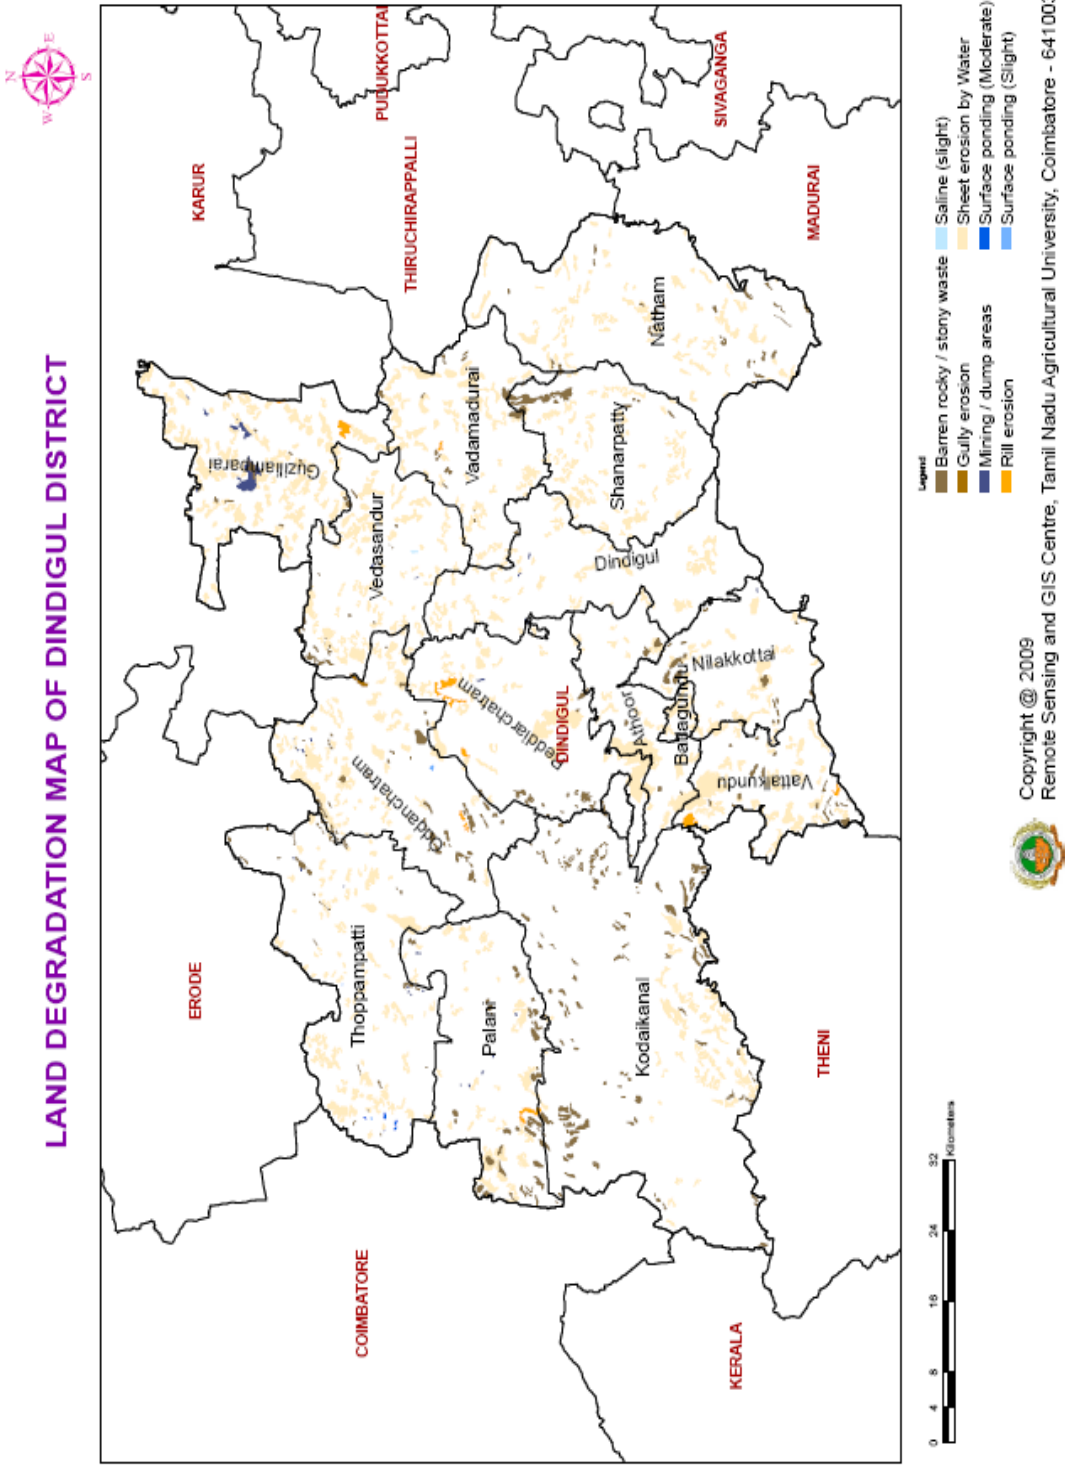 LAND DEGRADATION MAP OF DINDIGUL DISTRICT
N
W
E
S
KARUR
PUDUKKOTTAI
THIRUCHIRAPPALLI
SIVAGANGA
MADURAI
ERODE
COIMBATORE
KERALA
THENI
DINDIGUL
Guziliamparai
Vedasandur
Vadamadurai
Natham
Shanarpatty
Dindigul
Oddanchatram
Reddiarchatram
Athoor
Batlagundu
Nilakkottai
Vattalkundu
Thoppampatti
Palani
Kodaikanal
Legend
Barren rocky / stony waste
Gully erosion
Mining / dump areas
Rill erosion
Saline (slight)
Sheet erosion by Water
Surface ponding (Moderate)
Surface ponding (Slight)
0 4 8 16 24 32
Kilometers
Copyright @ 2009
Remote Sensing and GIS Centre, Tamil Nadu Agricultural University, Coimbatore - 641003